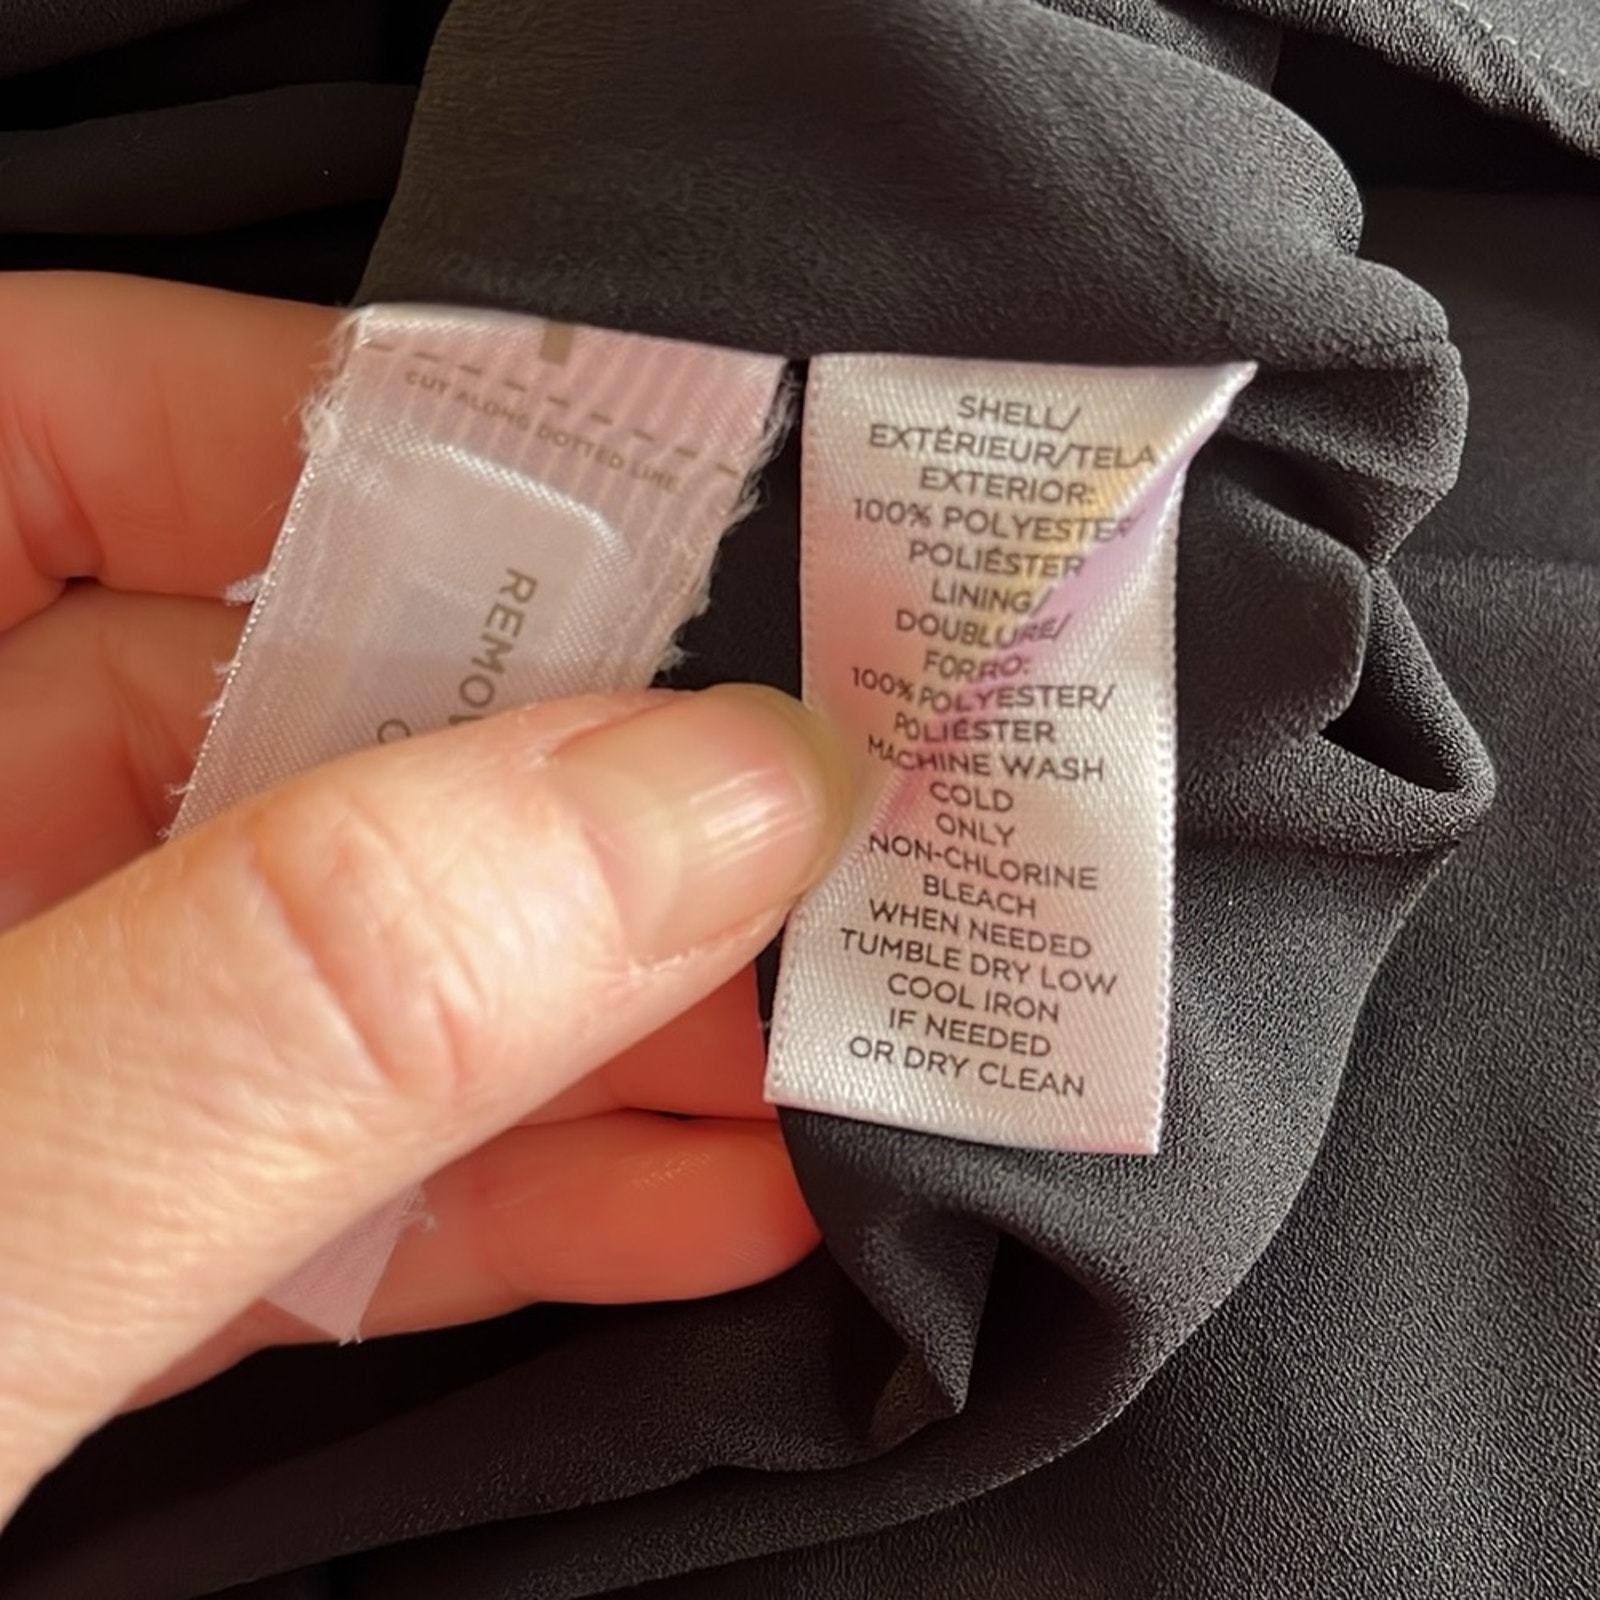 CUT ALONG DOTTED LINE
SHELL/
EXTÉRIEUR/TELA
EXTERIOR:
100% POLYESTER
POLIÉSTER
LINING/
DOUBLURE/
FORRO:
100% POLYESTER/
POLIÉSTER
MACHINE WASH
COLD
ONLY
NON-CHLORINE
BLEACH
WHEN NEEDED
TUMBLE DRY LOW
COOL IRON
IF NEEDED
OR DRY CLEAN